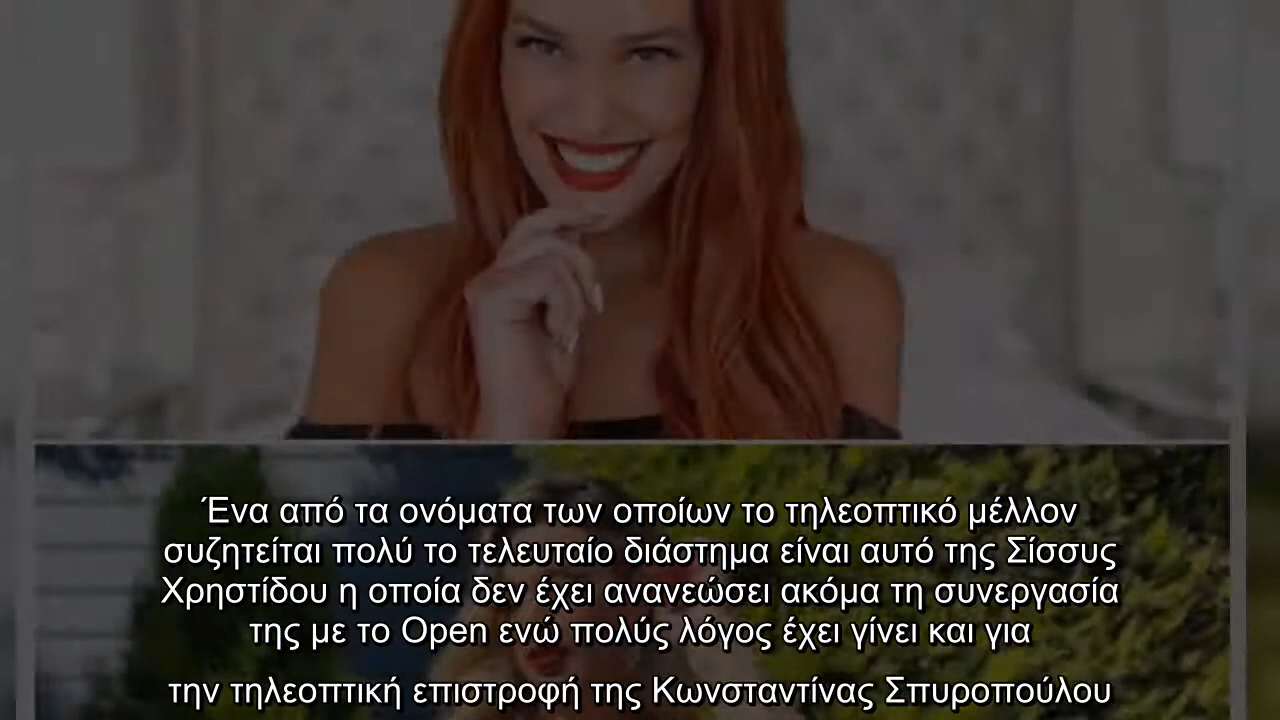 Ένα από τα ονόματα των οποίων το τηλεοπτικό μέλλον
συζητείται πολύ το τελευταίο διάστημα είναι αυτό της Σίσσυς
Χρηστίδου η οποία δεν έχει ανανεώσει ακόμα τη συνεργασία
της με το Open ενώ πολύς λόγος έχει γίνει και για
την τηλεοπτική επιστροφή της Κωνσταντίνας Σπυροπούλου